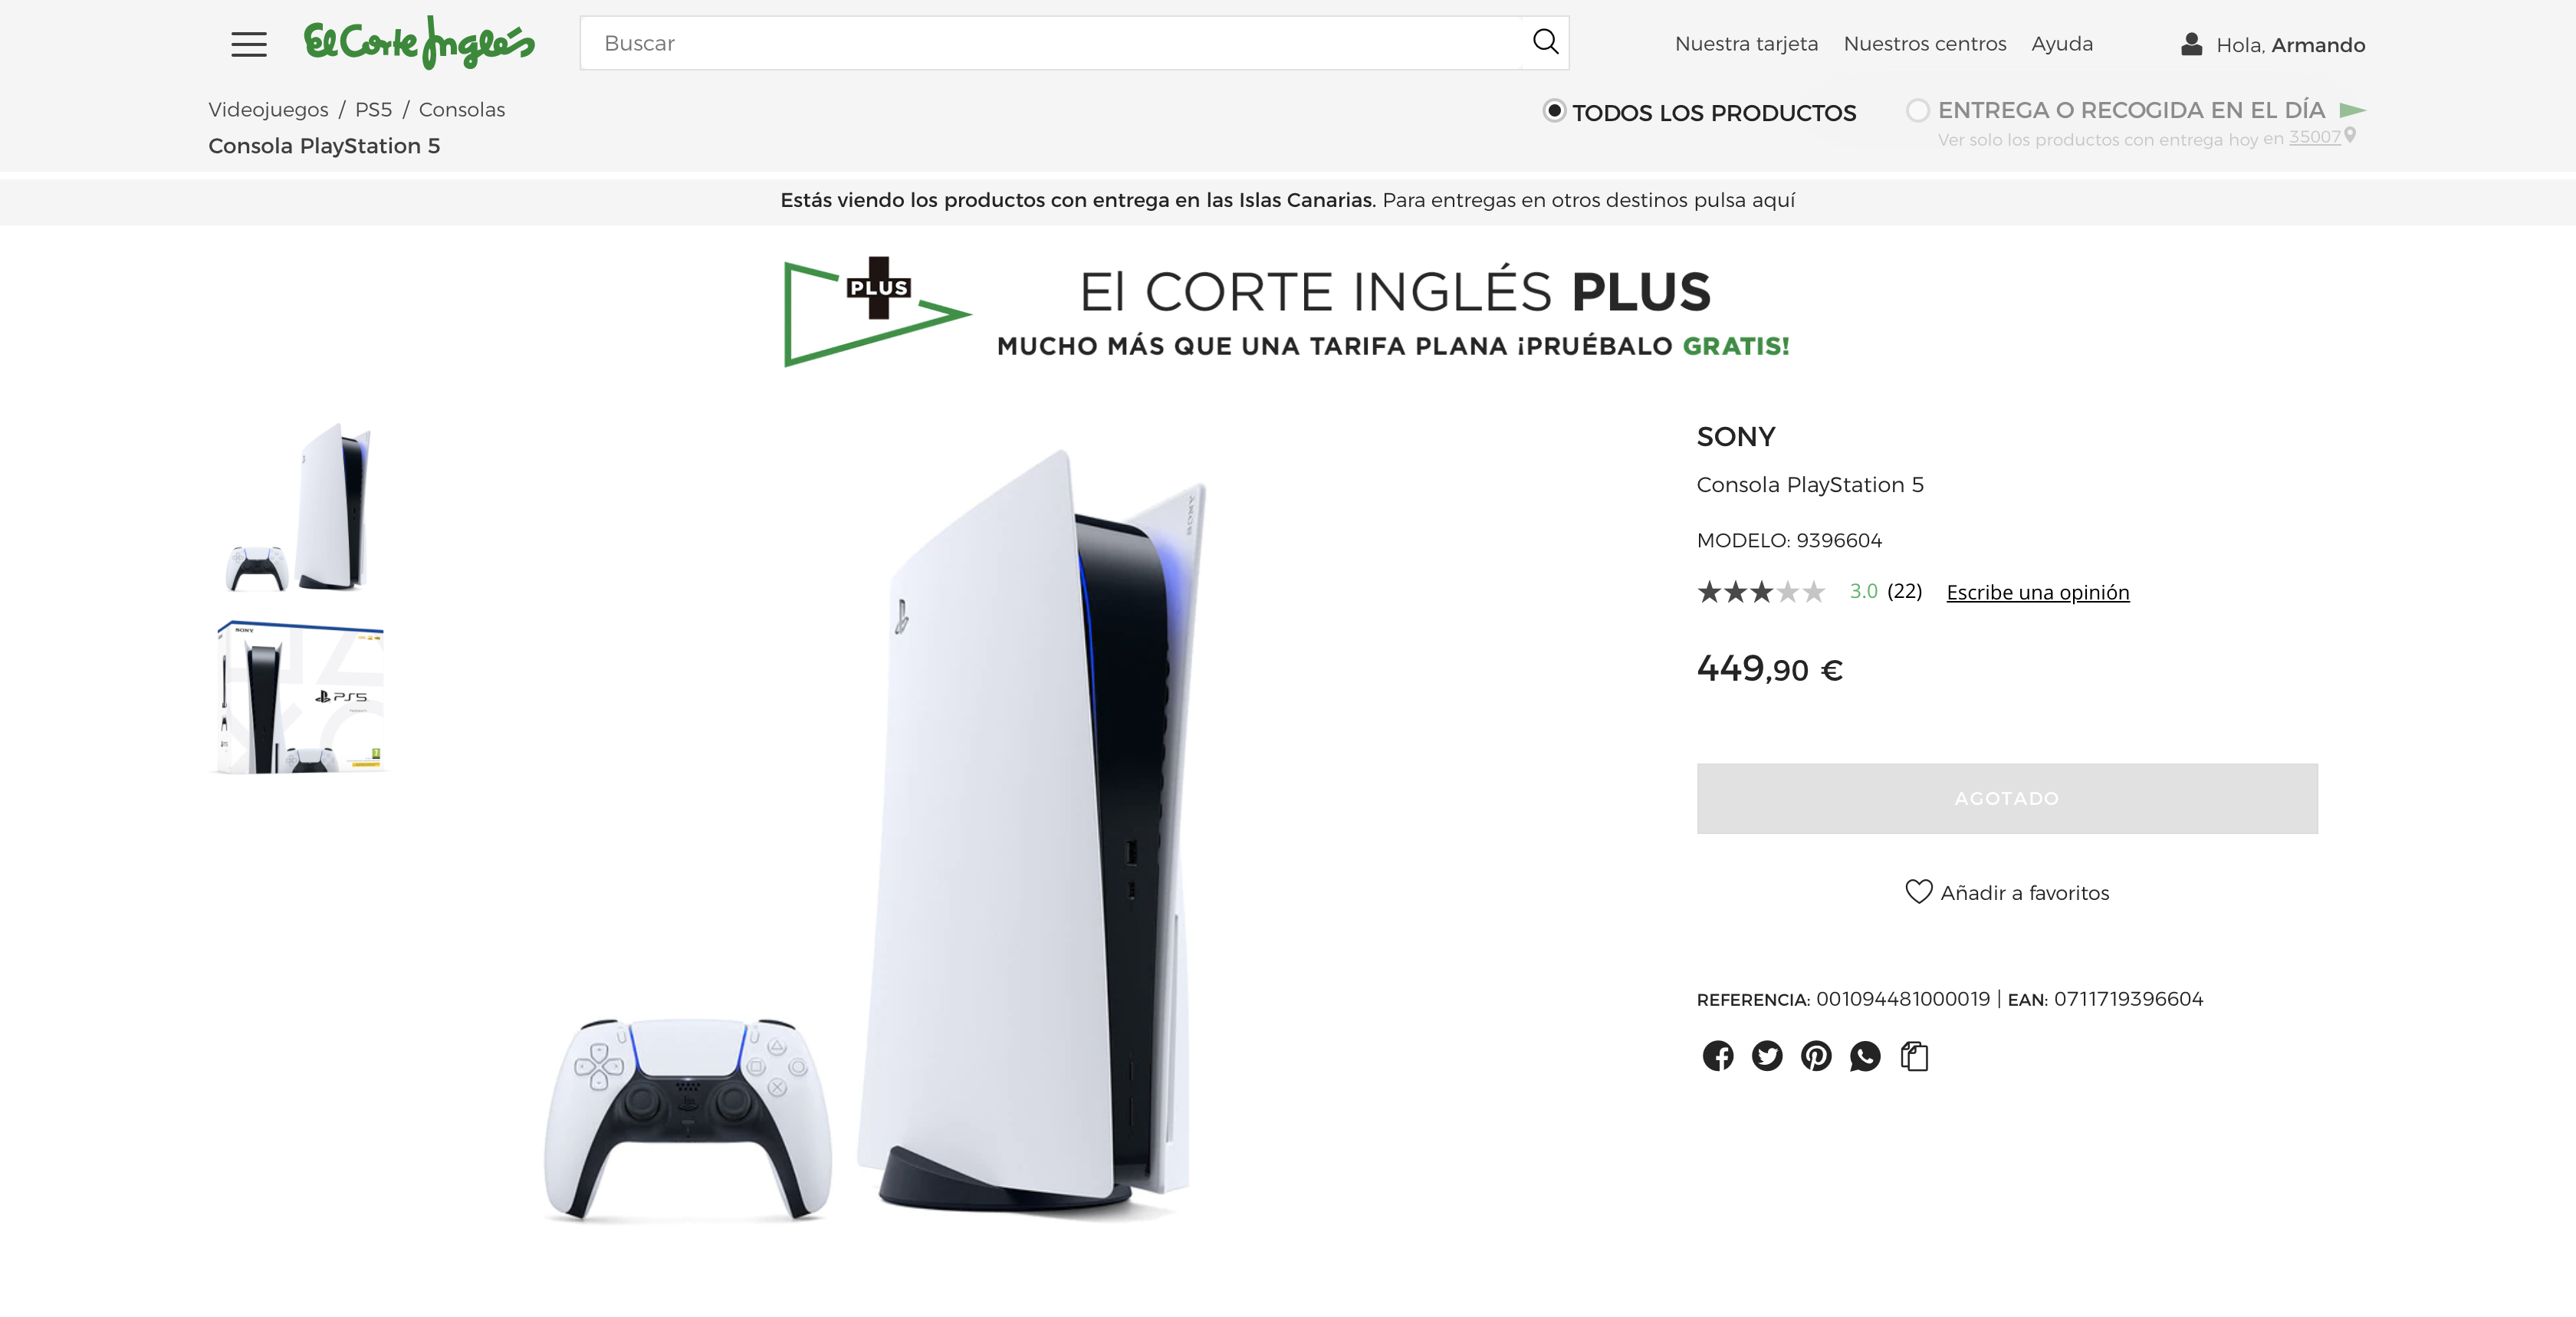 El Corte Inglés
Buscar
Nuestra tarjeta
Nuestros centros
Ayuda
Hola, Armando
Videojuegos / PS5 / Consolas
Consola PlayStation 5
TODOS LOS PRODUCTOS
ENTREGA O RECOGIDA EN EL DÍA
Ver solo los productos con entrega hoy en 35007
Estás viendo los productos con entrega en las Islas Canarias. Para entregas en otros destinos pulsa aquí
PLUS
El CORTE INGLÉS PLUS
MUCHO MÁS QUE UNA TARIFA PLANA ¡PRUÉBALO GRATIS!
SONY
PS5
SONY
SONY
Consola PlayStation 5
MODELO: 9396604
3.0 (22) Escribe una opinión
449,90 €
AGOTADO
Añadir a favoritos
REFERENCIA: 001094481000019 | EAN: 0711719396604